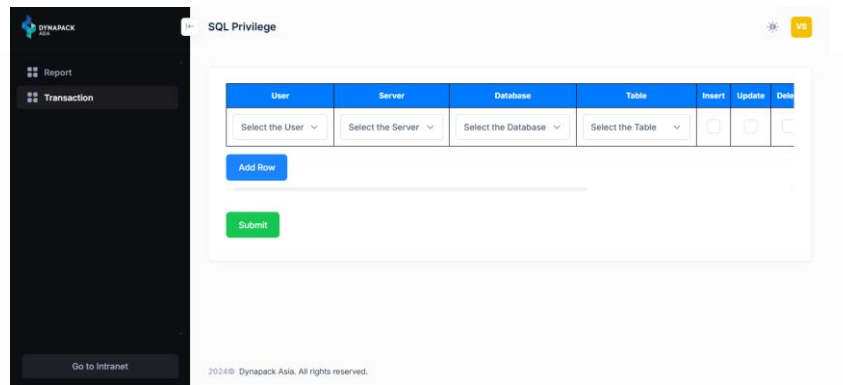 DYNAPACK
ASIA
SQL Privilege
VS
Report
Transaction
User Server Database Table Insert Update Dele
Select the User Select the Server Select the Database Select the Table
Add Row
Submit
Go to Intranet
2024© Dynapack Asia. All rights reserved.